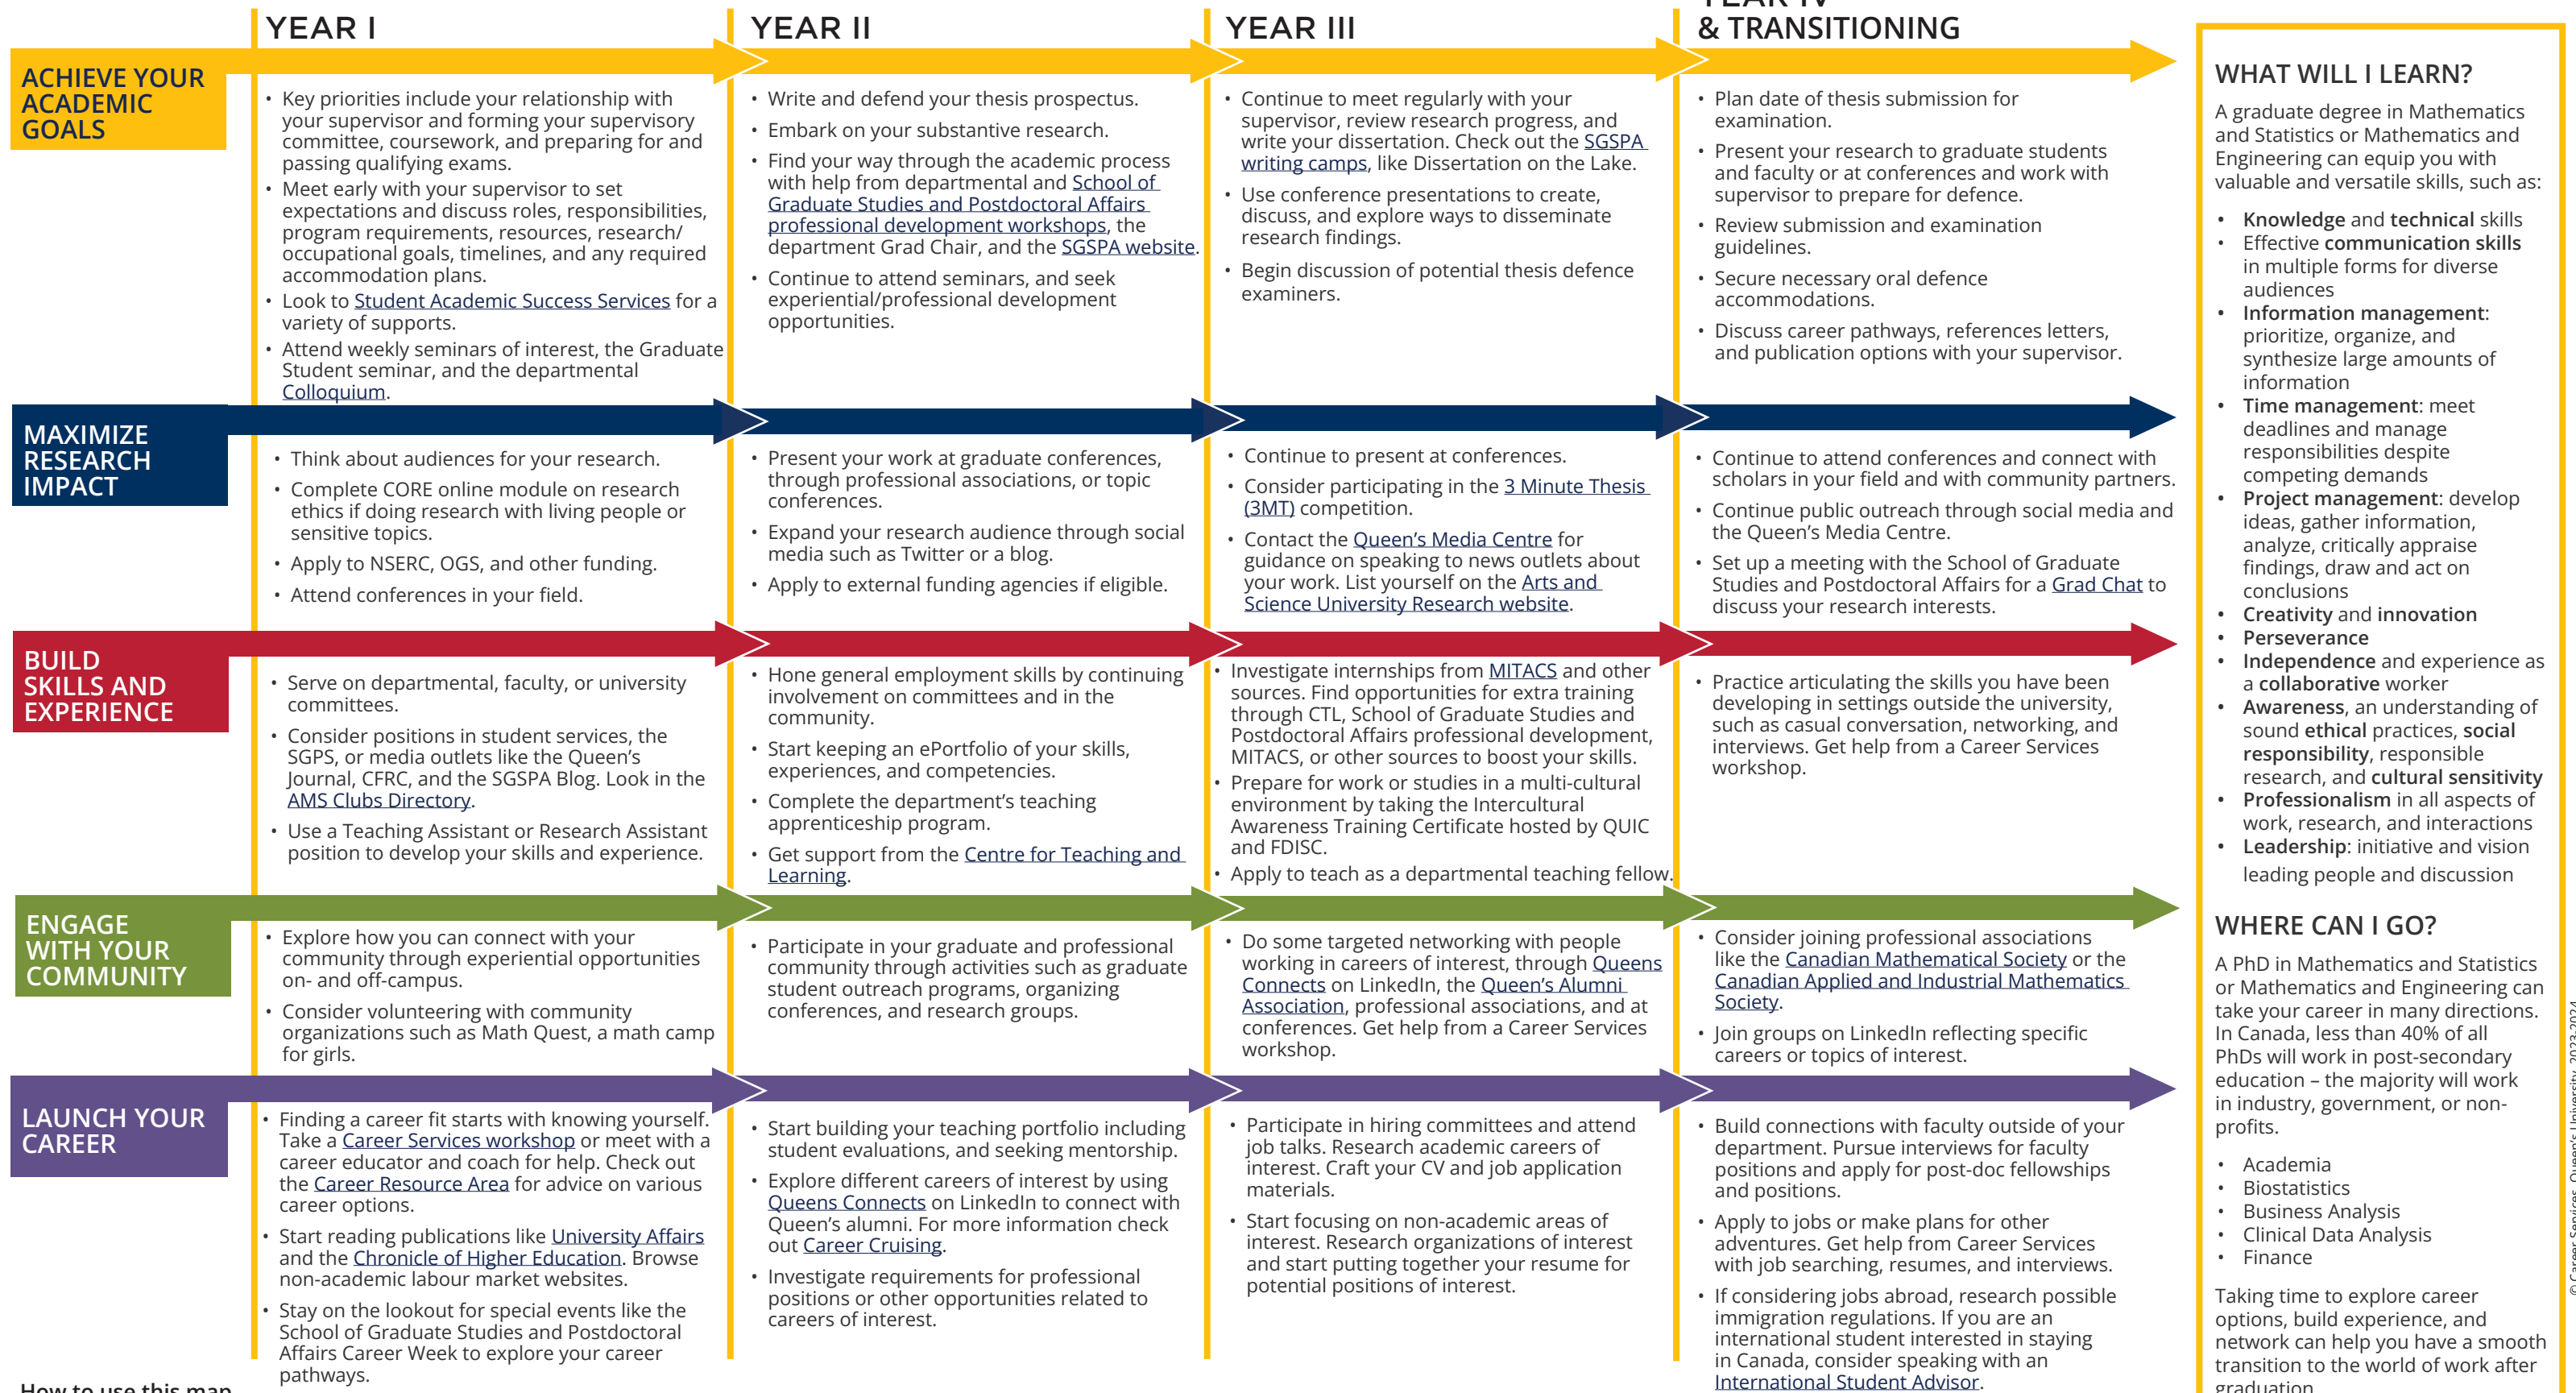 YEAR I
YEAR II
YEAR III
YEAR IV
& TRANSITIONING
ACHIEVE YOUR
ACADEMIC
GOALS
• Key priorities include your relationship with
your supervisor and forming your supervisory
committee, coursework, and preparing for and
passing qualifying exams.
• Meet early with your supervisor to set
expectations and discuss roles, responsibilities,
program requirements, resources, research/
occupational goals, timelines, and any required
accommodation plans.
• Look to Student Academic Success Services for a
variety of supports.
• Attend weekly seminars of interest, the Graduate
Student seminar, and the departmental
Colloquium.
• Write and defend your thesis prospectus.
• Embark on your substantive research.
• Find your way through the academic process
with help from departmental and School of
Graduate Studies and Postdoctoral Affairs
professional development workshops, the
department Grad Chair, and the SGSPA website.
• Continue to attend seminars, and seek
experiential/professional development
opportunities.
• Continue to meet regularly with your
supervisor, review research progress, and
write your dissertation. Check out the SGSPA
writing camps, like Dissertation on the Lake.
• Use conference presentations to create,
discuss, and explore ways to disseminate
research findings.
• Begin discussion of potential thesis defence
examiners.
• Plan date of thesis submission for
examination.
• Present your research to graduate students
and faculty or at conferences and work with
supervisor to prepare for defence.
• Review submission and examination
guidelines.
• Secure necessary oral defence
accommodations.
• Discuss career pathways, references letters,
and publication options with your supervisor.
MAXIMIZE
RESEARCH
IMPACT
• Think about audiences for your research.
• Complete CORE online module on research
ethics if doing research with living people or
sensitive topics.
• Apply to NSERC, OGS, and other funding.
• Attend conferences in your field.
• Present your work at graduate conferences,
through professional associations, or topic
conferences.
• Expand your research audience through social
media such as Twitter or a blog.
• Apply to external funding agencies if eligible.
• Continue to present at conferences.
• Consider participating in the 3 Minute Thesis
(3MT) competition.
• Contact the Queen's Media Centre for
guidance on speaking to news outlets about
your work. List yourself on the Arts and
Science University Research website.
• Continue to attend conferences and connect with
scholars in your field and with community partners.
• Continue public outreach through social media and
the Queen's Media Centre.
• Set up a meeting with the School of Graduate
Studies and Postdoctoral Affairs for a Grad Chat to
discuss your research interests.
BUILD
SKILLS AND
EXPERIENCE
• Serve on departmental, faculty, or university
committees.
• Consider positions in student services, the
SGPS, or media outlets like the Queen's
Journal, CFRC, and the SGSPA Blog. Look in the
AMS Clubs Directory.
• Use a Teaching Assistant or Research Assistant
position to develop your skills and experience.
• Hone general employment skills by continuing
involvement on committees and in the
community.
• Start keeping an ePortfolio of your skills,
experiences, and competencies.
• Complete the department's teaching
apprenticeship program.
• Get support from the Centre for Teaching and
Learning.
• Investigate internships from MITACS and other
sources. Find opportunities for extra training
through CTL, School of Graduate Studies and
Postdoctoral Affairs professional development,
MITACS, or other sources to boost your skills.
• Prepare for work or studies in a multi-cultural
environment by taking the Intercultural
Awareness Training Certificate hosted by QUIC
and FDISC.
• Apply to teach as a departmental teaching fellow.
• Practice articulating the skills you have been
developing in settings outside the university,
such as casual conversation, networking, and
interviews. Get help from a Career Services
workshop.
ENGAGE
WITH YOUR
COMMUNITY
• Explore how you can connect with your
community through experiential opportunities
on- and off-campus.
• Consider volunteering with community
organizations such as Math Quest, a math camp
for girls.
• Participate in your graduate and professional
community through activities such as graduate
student outreach programs, organizing
conferences, and research groups.
• Do some targeted networking with people
working in careers of interest, through Queens
Connects on LinkedIn, the Queen's Alumni
Association, professional associations, and at
conferences. Get help from a Career Services
workshop.
• Consider joining professional associations
like the Canadian Mathematical Society or the
Canadian Applied and Industrial Mathematics
Society.
• Join groups on LinkedIn reflecting specific
careers or topics of interest.
LAUNCH YOUR
CAREER
• Finding a career fit starts with knowing yourself.
Take a Career Services workshop or meet with a
career educator and coach for help. Check out
the Career Resource Area for advice on various
career options.
• Start reading publications like University Affairs
and the Chronicle of Higher Education. Browse
non-academic labour market websites.
• Stay on the lookout for special events like the
School of Graduate Studies and Postdoctoral
Affairs Career Week to explore your career
pathways.
• Start building your teaching portfolio including
student evaluations, and seeking mentorship.
• Explore different careers of interest by using
Queens Connects on LinkedIn to connect with
Queen's alumni. For more information check
out Career Cruising.
• Investigate requirements for professional
positions or other opportunities related to
careers of interest.
• Participate in hiring committees and attend
job talks. Research academic careers of
interest. Craft your CV and job application
materials.
• Start focusing on non-academic areas of
interest. Research organizations of interest
and start putting together your resume for
potential positions of interest.
• Build connections with faculty outside of your
department. Pursue interviews for faculty
positions and apply for post-doc fellowships
and positions.
• Apply to jobs or make plans for other
adventures. Get help from Career Services
with job searching, resumes, and interviews.
• If considering jobs abroad, research possible
immigration regulations. If you are an
international student interested in staying
in Canada, consider speaking with an
International Student Advisor.
How to use this map
WHAT WILL I LEARN?
A graduate degree in Mathematics
and Statistics or Mathematics and
Engineering can equip you with
valuable and versatile skills, such as:
• Knowledge and technical skills
• Effective communication skills
in multiple forms for diverse
audiences
• Information management:
prioritize, organize, and
synthesize large amounts of
information
• Time management: meet
deadlines and manage
responsibilities despite
competing demands
• Project management: develop
ideas, gather information,
analyze, critically appraise
findings, draw and act on
conclusions
• Creativity and innovation
• Perseverance
• Independence and experience as
a collaborative worker
• Awareness, an understanding of
sound ethical practices, social
responsibility, responsible
research, and cultural sensitivity
• Professionalism in all aspects of
work, research, and interactions
• Leadership: initiative and vision
leading people and discussion
WHERE CAN I GO?
A PhD in Mathematics and Statistics
or Mathematics and Engineering can
take your career in many directions.
In Canada, less than 40% of all
PhDs will work in post-secondary
education – the majority will work
in industry, government, or non-
profits.
• Academia
• Biostatistics
• Business Analysis
• Clinical Data Analysis
• Finance
Taking time to explore career
options, build experience, and
network can help you have a smooth
transition to the world of work after
graduation
© Career Services, Queen's University, 2023-2024